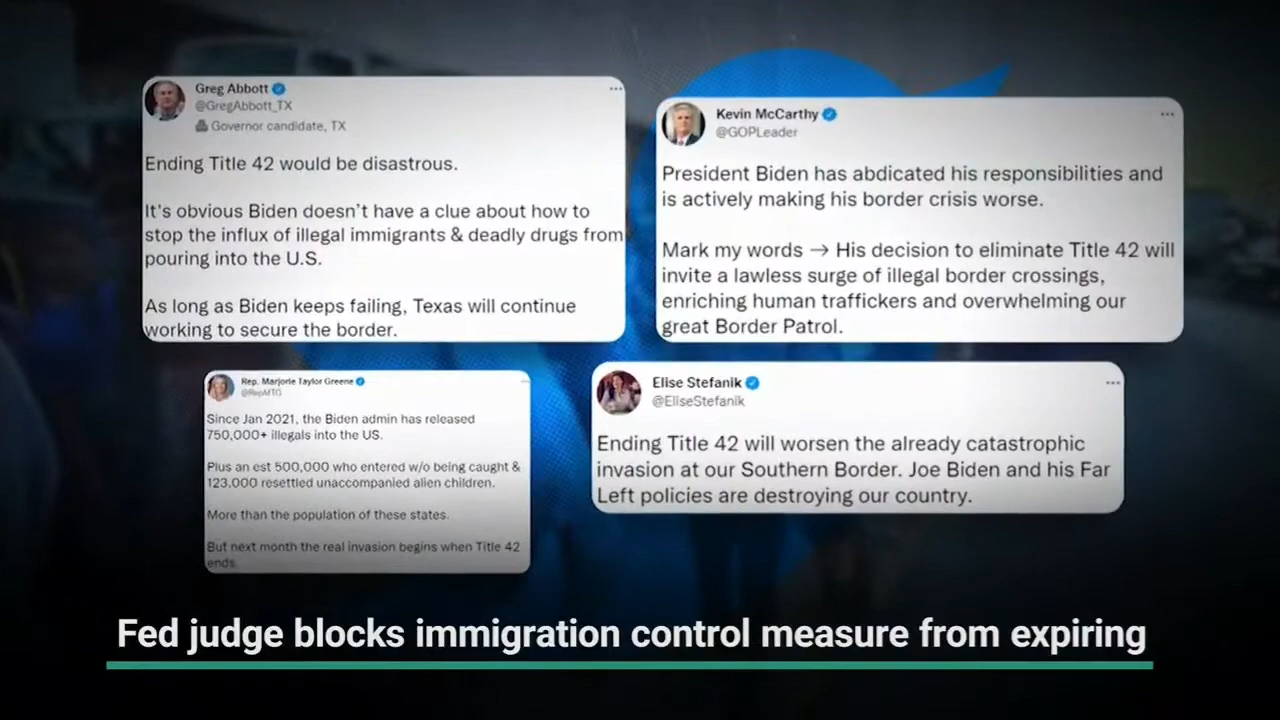 Greg Abbott
@GregAbbott_TX
Governor candidate, TX
Ending Title 42 would be disastrous.
It's obvious Biden doesn't have a clue about how to
stop the influx of illegal immigrants & deadly drugs from
pouring into the U.S.
As long as Biden keeps failing, Texas will continue
working to secure the border.
Kevin McCarthy
@GOPLeader
President Biden has abdicated his responsibilities and
is actively making his border crisis worse.
Mark my words → His decision to eliminate Title 42 will
invite a lawless surge of illegal border crossings,
enriching human traffickers and overwhelming our
great Border Patrol.
Rep. Marjorie Taylor Greene
@RepMTG
Since Jan 2021, the Biden admin has released
750,000+ illegals into the US.
Plus an est 500,000 who entered w/o being caught &
123,000 resettled unaccompanied alien children.
More than the population of these states.
But next month the real invasion begins when Title 42
ends.
Elise Stefanik
@EliseStefanik
Ending Title 42 will worsen the already catastrophic
invasion at our Southern Border. Joe Biden and his Far
Left policies are destroying our country.
Fed judge blocks immigration control measure from expiring